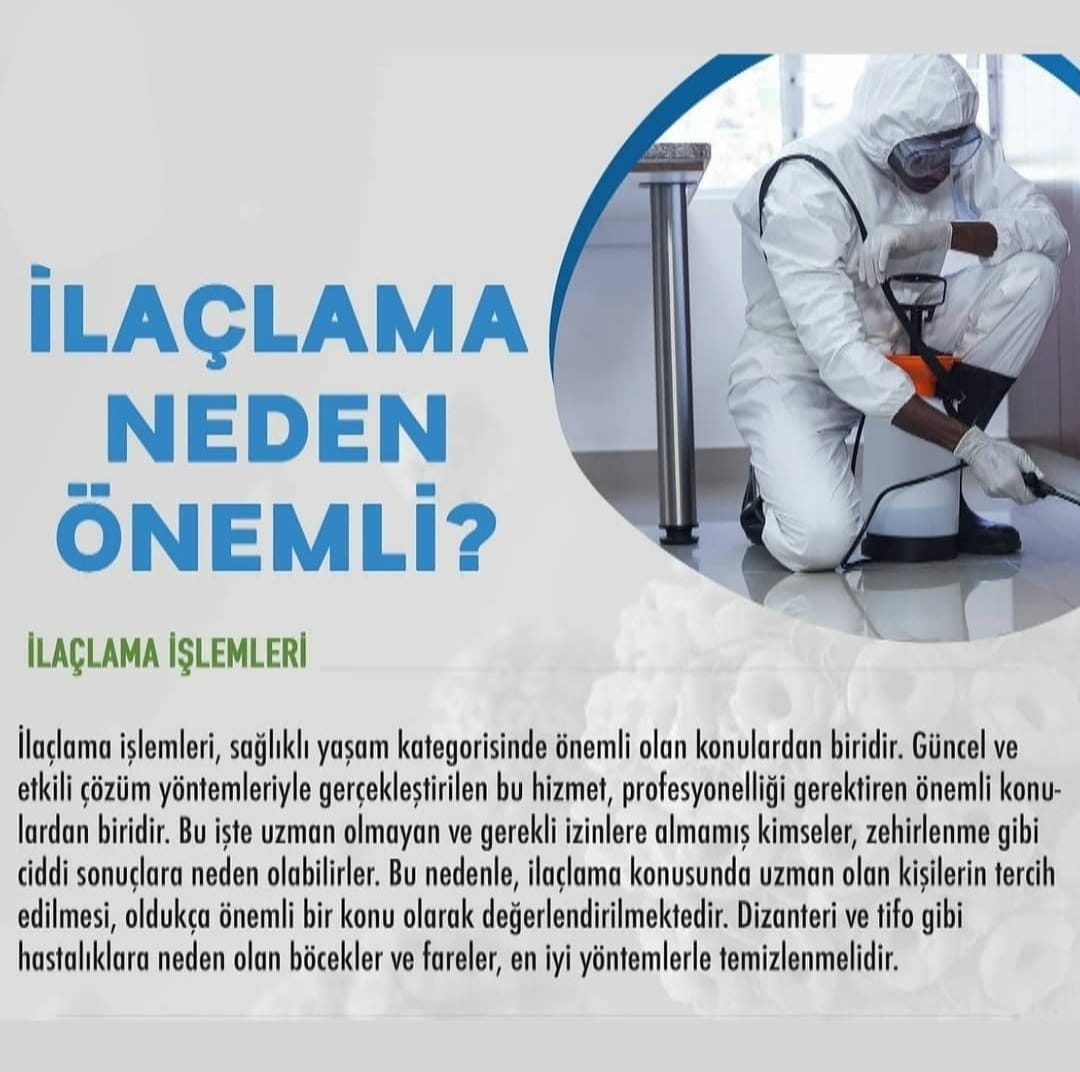 İLAÇLAMA
NEDEN
ÖNEMLİ?
İLAÇLAMA İŞLEMLERİ
İlaçlama işlemleri, sağlıklı yaşam kategorisinde önemli olan konulardan biridir. Güncel ve
etkili çözüm yöntemleriyle gerçekleştirilen bu hizmet, profesyonelliği gerektiren önemli konu-
lardan biridir. Bu işte uzman olmayan ve gerekli izinlere almamış kimseler, zehirlenme gibi
ciddi sonuçlara neden olabilirler. Bu nedenle, ilaçlama konusunda uzman olan kişilerin tercih
edilmesi, oldukça önemli bir konu olarak değerlendirilmektedir. Dizanteri ve tifo gibi
hastalıklara neden olan böcekler ve fareler, en iyi yöntemlerle temizlenmelidir.